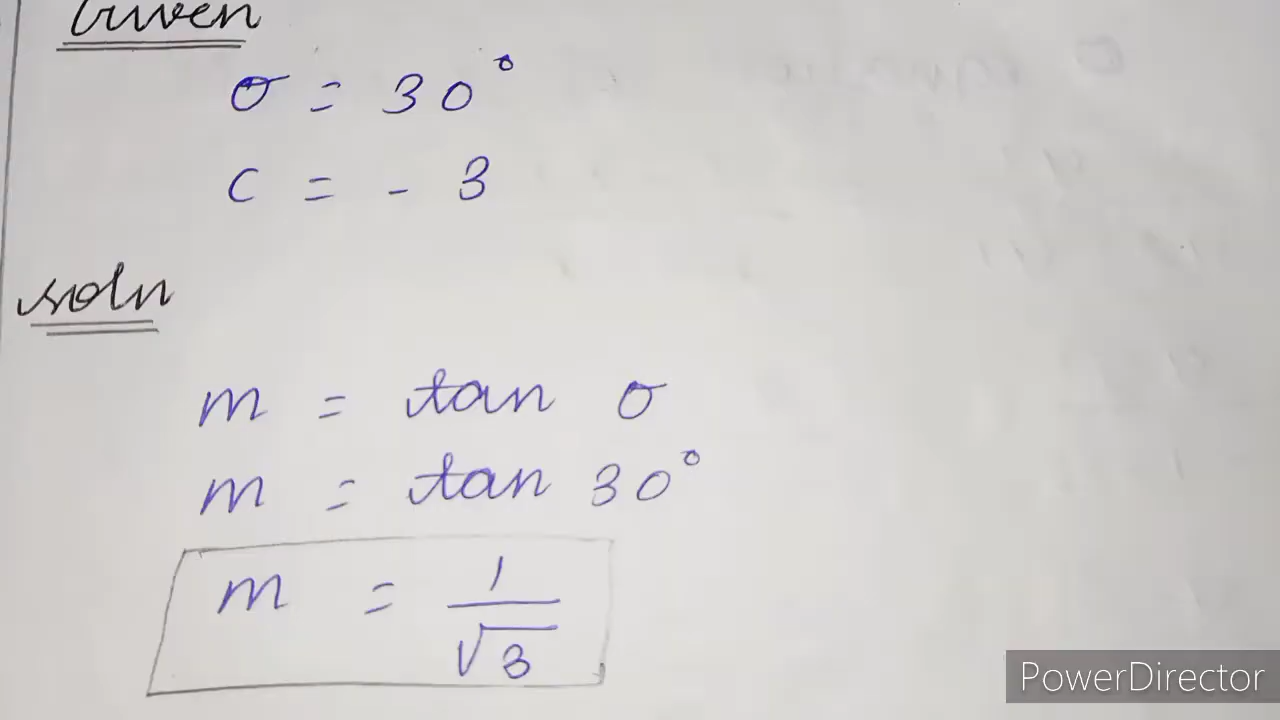 Given
σ = 30°
c = - 3
soln
m = tan σ
m = tan 30°
m = 1/√3
PowerDirector